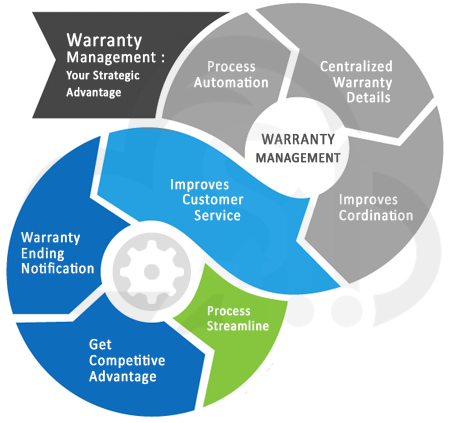 Warranty
Management :
Your Strategic
Advantage
Process
Automation
Centralized
Warranty
Details
WARRANTY
MANAGEMENT
Improves
Cordination
Improves
Customer
Service
Warranty
Ending
Notification
Get
Competitive
Advantage
Process
Streamline